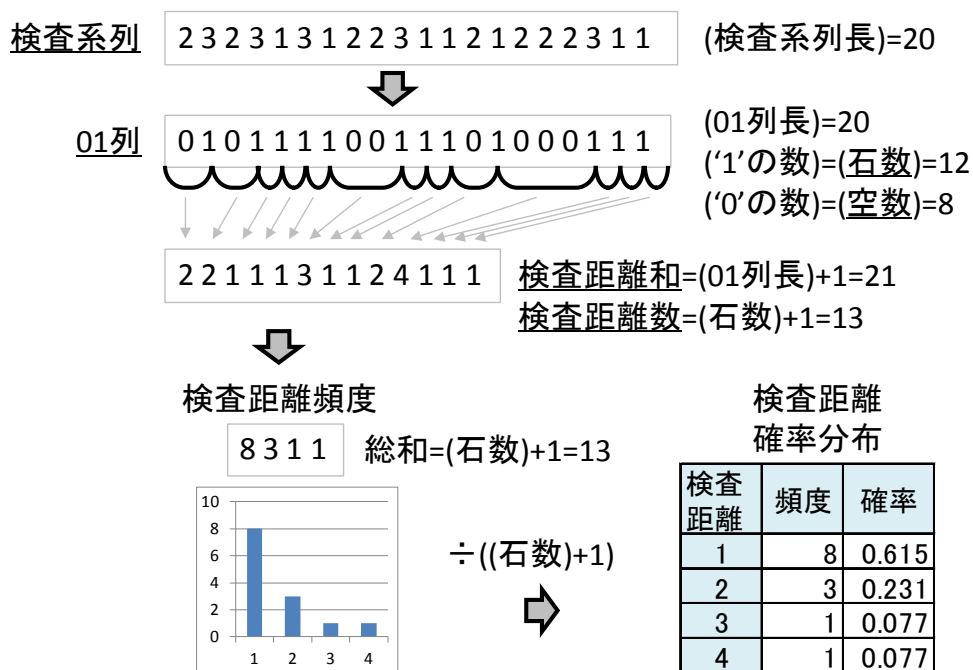 検査系列 2 3 2 3 1 3 1 2 2 3 1 1 2 1 2 2 2 3 1 1 (検査系列長)=20
01列 0 1 0 1 1 1 1 0 0 1 1 1 0 1 0 0 0 1 1 1
(01列長)=20
('1'の数)=(石数)=12
('0'の数)=(空数)=8
2 2 1 1 1 3 1 1 2 4 1 1 1
検査距離和=(01列長)+1=21
検査距離数=(石数)+1=13
検査距離頻度
8 3 1 1 総和=(石数)+1=13
10
8
6
4
2
0
1 2 3 4
÷((石数)+1)
検査距離
確率分布
検査距離 頻度 確率
1 8 0.615
2 3 0.231
3 1 0.077
4 1 0.077